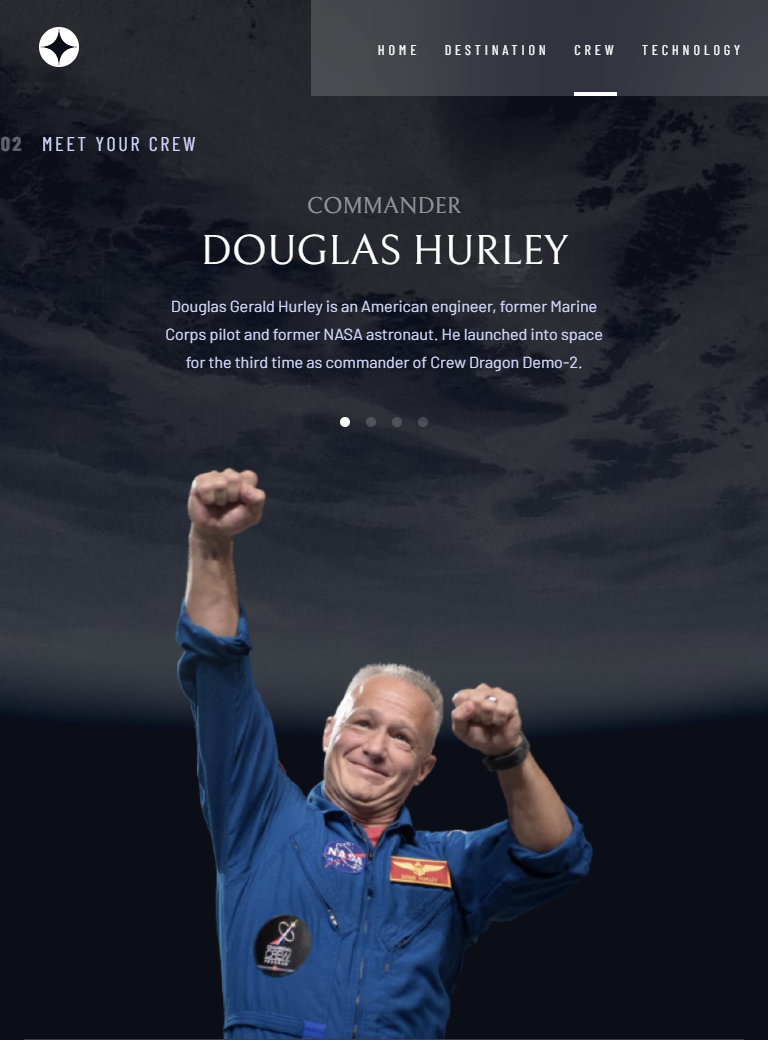 HOME DESTINATION CREW TECHNOLOGY
02 MEET YOUR CREW
COMMANDER
DOUGLAS HURLEY
Douglas Gerald Hurley is an American engineer, former Marine
Corps pilot and former NASA astronaut. He launched into space
for the third time as commander of Crew Dragon Demo-2.
NASA
CREW